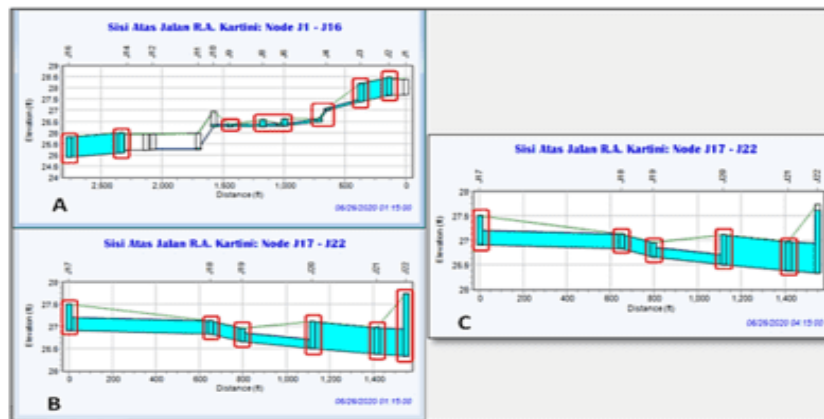 Sisi Atas Jalan R.A. Kartini: Node J1 - J16
J16 J14 J12 J11 J10 J9 J8 J6 J4 J3 J2 J1
Elevation (ft)
29
28.5
28
27.5
27
26.5
26
25.5
25
24.5
24
2,500 2,000 1,500 1,000 500 0
Distance (ft)
A
06/26/2020 01:15:00
Sisi Atas Jalan R.A. Kartini: Node J17 - J22
J17 J18 J19 J20 J21 J22
Elevation (ft)
28
27.5
27
26.5
26
0 200 400 600 800 1,000 1,200 1,400
Distance (ft)
B
06/26/2020 01:15:00
Sisi Atas Jalan R.A. Kartini: Node J17 - J22
J17 J18 J19 J20 J21 J22
Elevation (ft)
28
27.5
27
26.5
26
0 200 400 600 800 1,000 1,200 1,400
Distance (ft)
C
06/26/2020 04:15:00